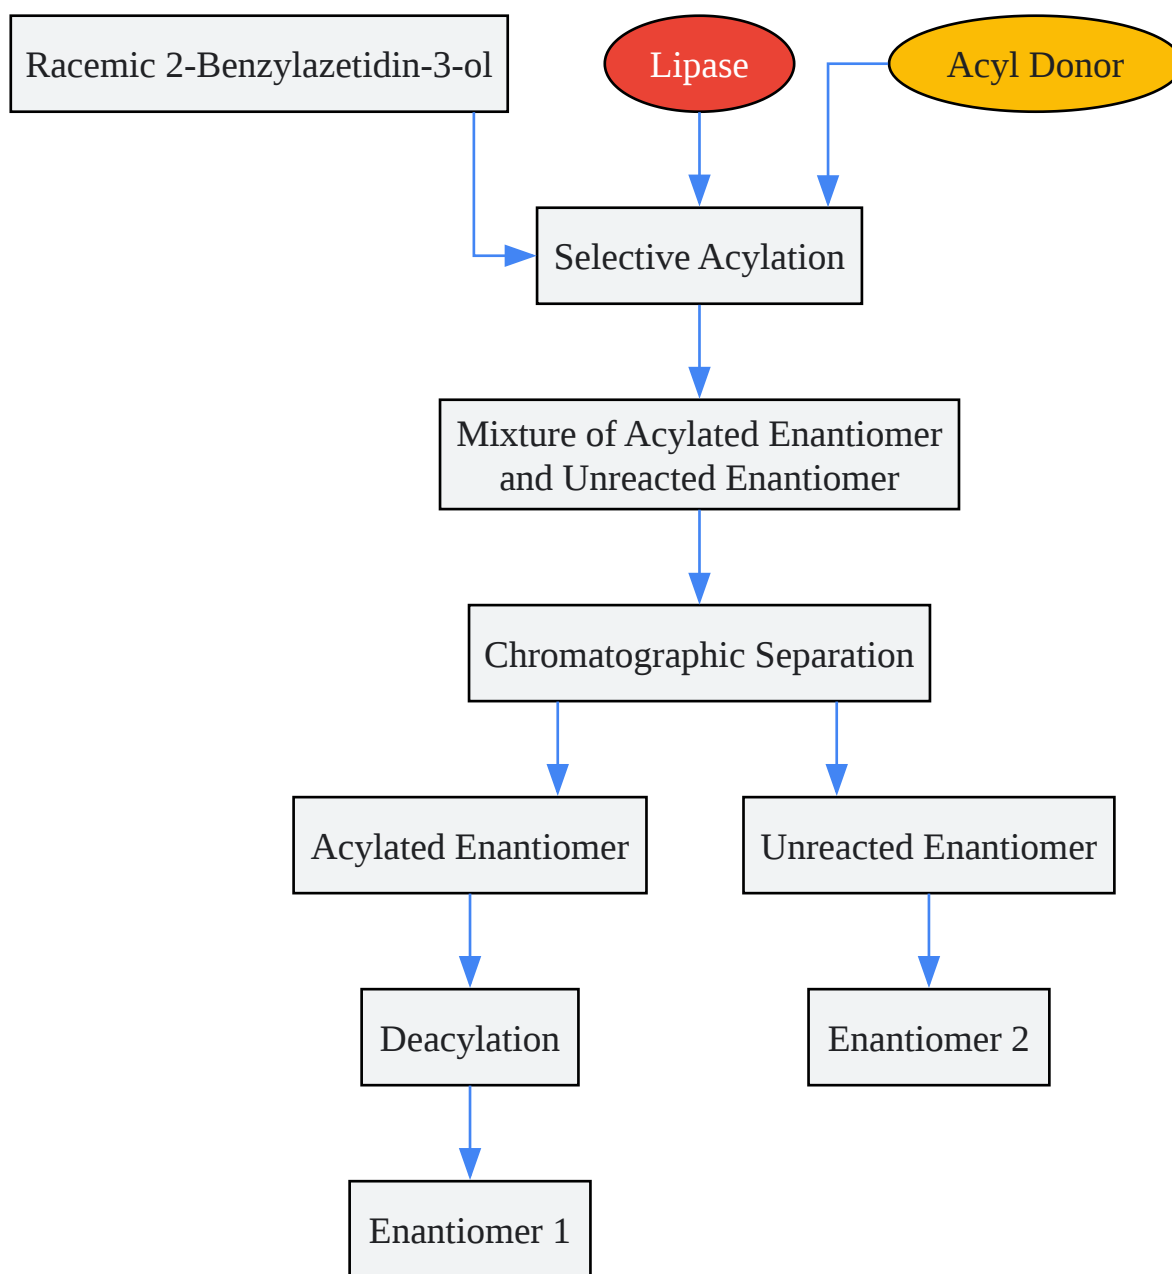 Racemic 2-Benzylazetidin-3-ol
Lipase
Acyl Donor
Selective Acylation
Mixture of Acylated Enantiomer
and Unreacted Enantiomer
Chromatographic Separation
Acylated Enantiomer
Unreacted Enantiomer
Deacylation
Enantiomer 2
Enantiomer 1